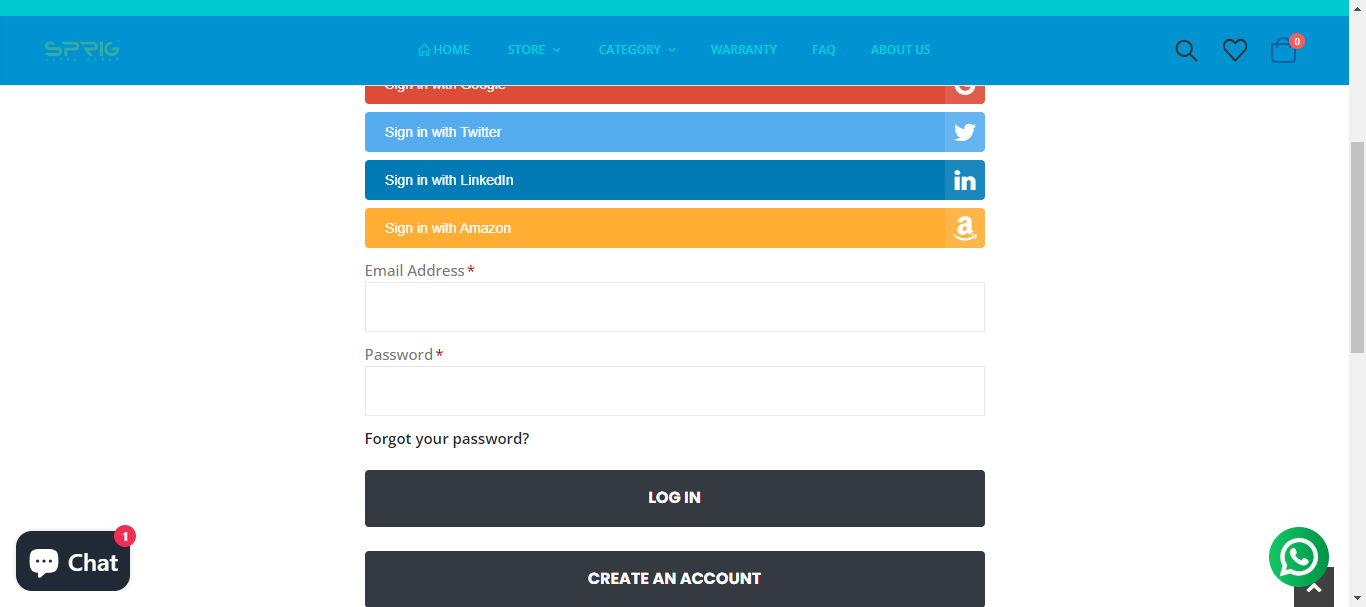 SPRIG
HOME STORE CATEGORY WARRANTY FAQ ABOUT US 0
Sign in with Google
Sign in with Twitter
Sign in with LinkedIn
in
Sign in with Amazon
a
Email Address*
Password*
Forgot your password?
LOG IN
CREATE AN ACCOUNT
Chat 1